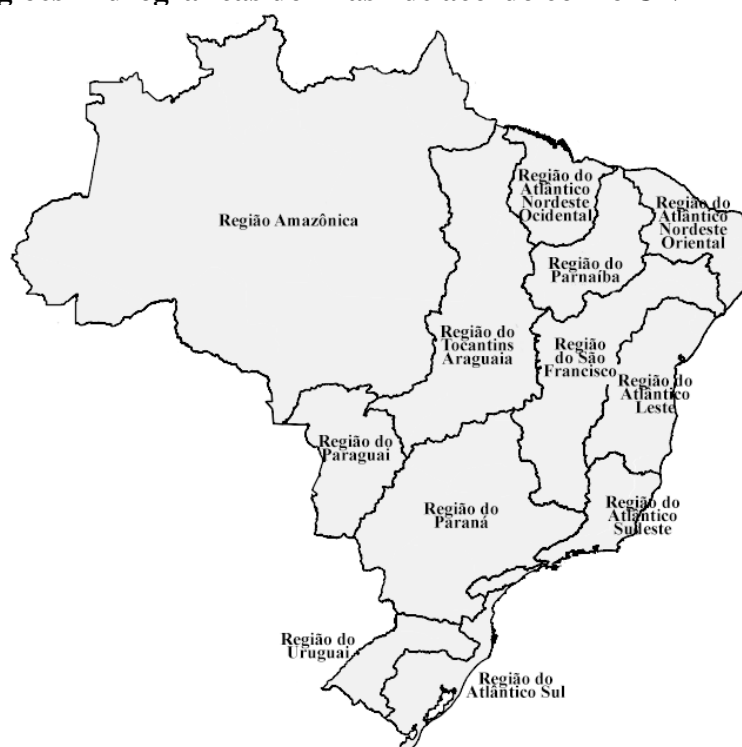 Região do
Atlântico
Nordeste
Ocidental
Região do
Atlântico
Nordeste
Oriental
Região Amazônica
Região do
Parnaíba
Região do
Tocantins
Araguaia
Região
do São
Francisco
Região do
Atlântico
Leste
Região do
Paraguai
Região do
Paraná
Região do
Atlântico
Sudeste
Região do
Uruguai
Região do
Atlântico Sul